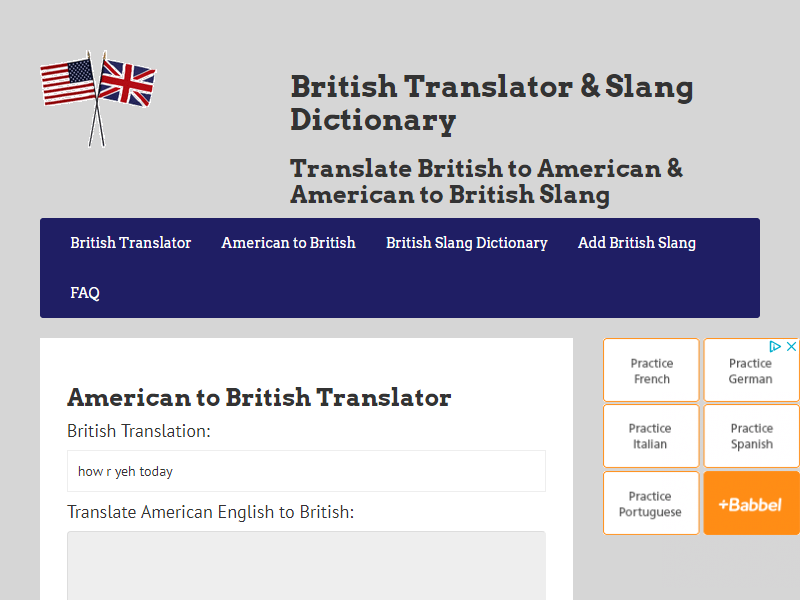 British Translator & Slang
Dictionary
Translate British to American &
American to British Slang
British Translator
American to British
British Slang Dictionary
Add British Slang
FAQ
American to British Translator
British Translation:
how r yeh today
Translate American English to British:
Practice
French
Practice
German
Practice
Italian
Practice
Spanish
Practice
Portuguese
+Babbel